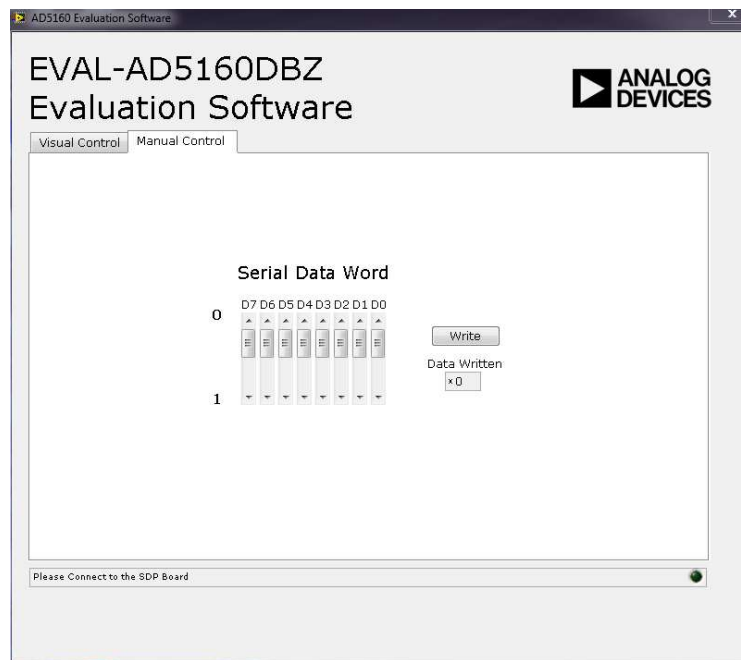 AD5160 Evaluation Software
EVAL-AD5160DBZ
Evaluation Software
ANALOG
DEVICES
Visual Control Manual Control
Serial Data Word
D7 D6 D5 D4 D3 D2 D1 D0
0
1
Write
Data Written
x 0
Please Connect to the SDP Board